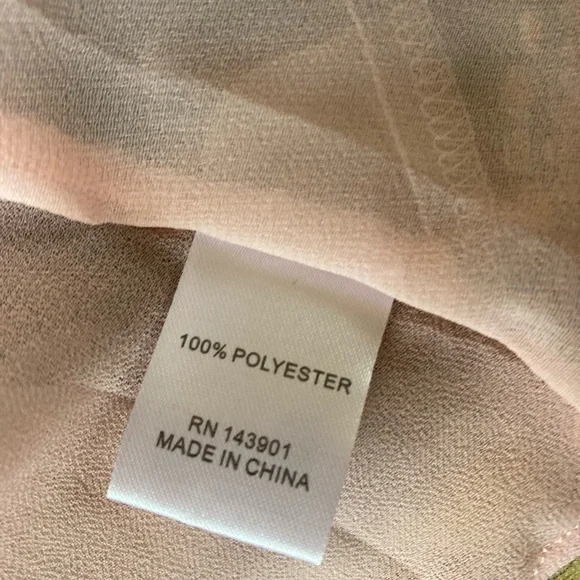 100% POLYESTER
RN 143901
MADE IN CHINA